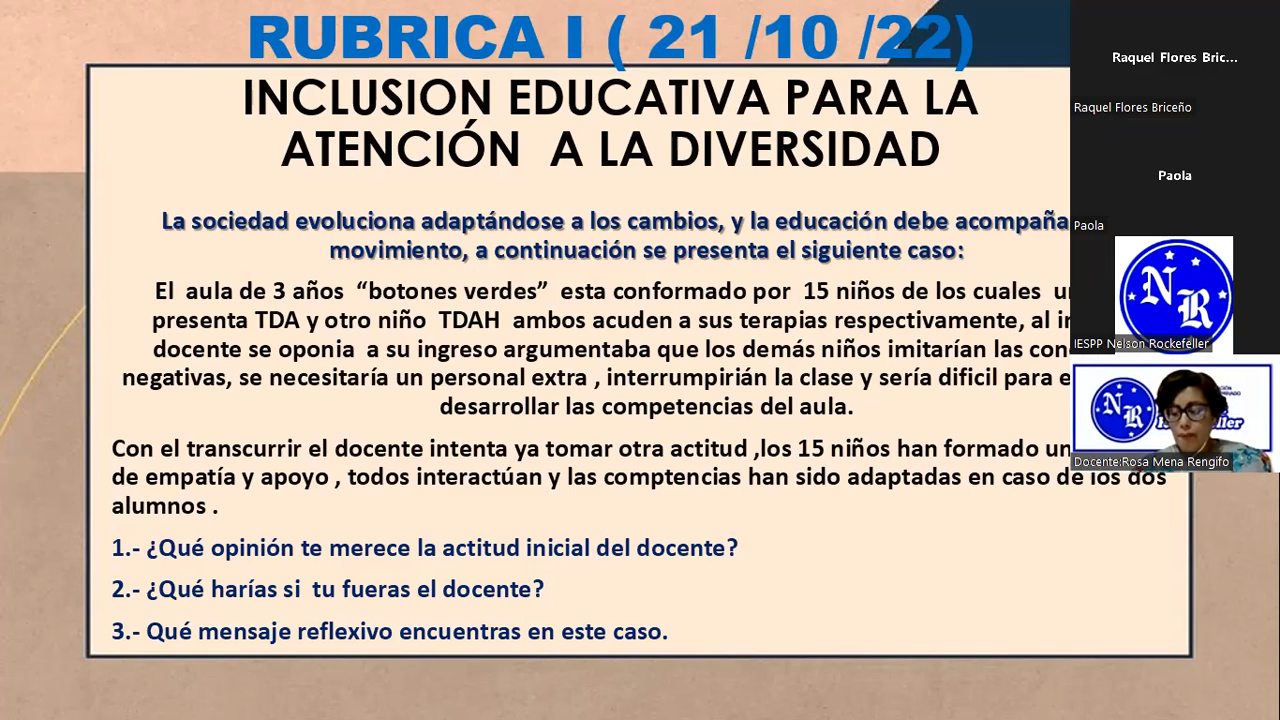 RUBRICA I ( 21 /10 /22)
INCLUSION EDUCATIVA PARA LA
ATENCIÓN A LA DIVERSIDAD
La sociedad evoluciona adaptándose a los cambios, y la educación debe acompaña
movimiento, a continuación se presenta el siguiente caso:
El aula de 3 años “botones verdes” esta conformado por 15 niños de los cuales
presenta TDA y otro niño TDAH ambos acuden a sus terapias respectivamente, al
docente se oponia a su ingreso argumentaba que los demás niños imitarían las
negativas, se necesitaría un personal extra , interrumpirián la clase y sería dificil para
desarrollar las competencias del aula.
Con el transcurrir el docente intenta ya tomar otra actitud ,los 15 niños han formado
de empatía y apoyo , todos interactúan y las comptencias han sido adaptadas en caso de los dos
alumnos .
1.- ¿Qué opinión te merece la actitud inicial del docente?
2.- ¿Qué harías si tu fueras el docente?
3.- Qué mensaje reflexivo encuentras en este caso.
Raquel Flores Bric...
Raquel Flores Briceño
Paola
Paola
N R
IESPP Nelson Rockefeller
N R
Docente:Rosa Mena Rengifo